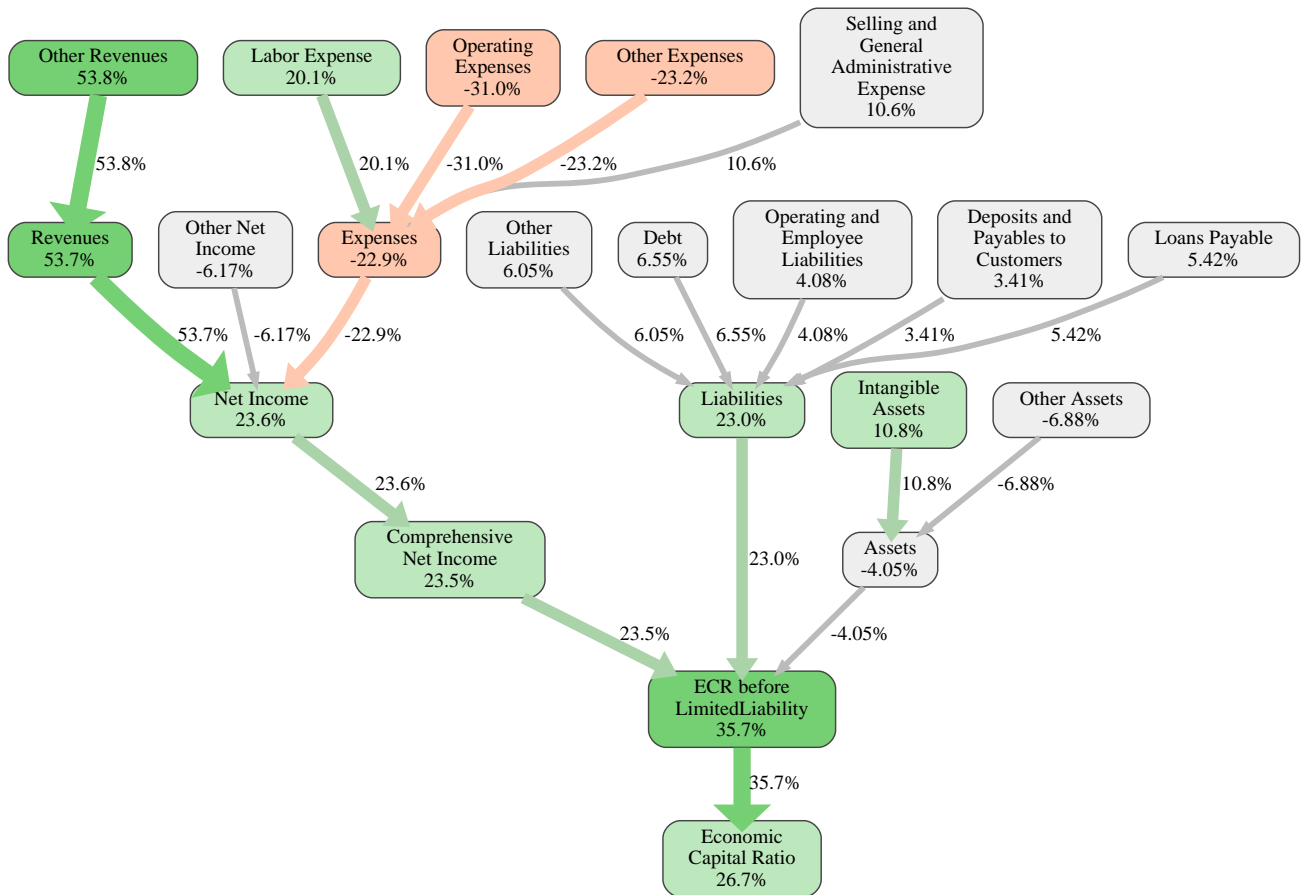 Other Revenues
53.8%
Labor Expense
20.1%
Operating
Expenses
-31.0%
Other Expenses
-23.2%
Selling and
General
Administrative
Expense
10.6%
53.8%
20.1%
-31.0%
-23.2%
10.6%
Revenues
53.7%
Other Net
Income
-6.17%
Expenses
-22.9%
Other
Liabilities
6.05%
Debt
6.55%
Operating and
Employee
Liabilities
4.08%
Deposits and
Payables to
Customers
3.41%
Loans Payable
5.42%
53.7%
-6.17%
-22.9%
6.05%
6.55%
4.08%
3.41%
5.42%
Net Income
23.6%
Liabilities
23.0%
Intangible
Assets
10.8%
Other Assets
-6.88%
23.6%
10.8%
-6.88%
Comprehensive
Net Income
23.5%
23.0%
Assets
-4.05%
23.5%
-4.05%
ECR before
LimitedLiability
35.7%
35.7%
Economic
Capital Ratio
26.7%